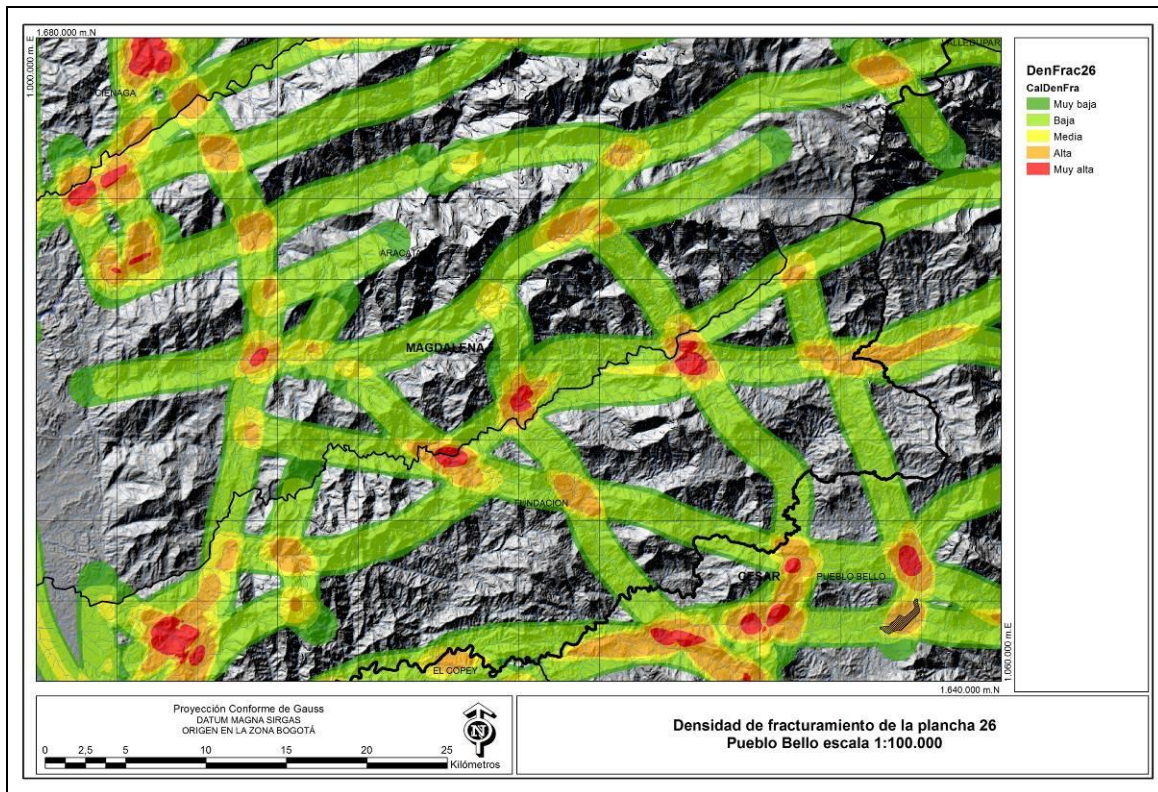 1.680.000 m.N
1.000.000 m. E
VALLEDUPAR
CIENAGA
ARACAT
MAGDALENA
FUNDACION
CESAR
PUEBLO BELLO
EL COPEY
DenFrac26
CalDenFra
Muy baja
Baja
Media
Alta
Muy alta
1.060.000 m.E
1.640.000 m.N
Proyección Conforme de Gauss
DATUM MAGNA SIRGAS
ORIGEN EN LA ZONA BOGOTÁ
N
0 2,5 5 10 15 20 25
Kilómetros
Densidad de fracturamiento de la plancha 26
Pueblo Bello escala 1:100.000